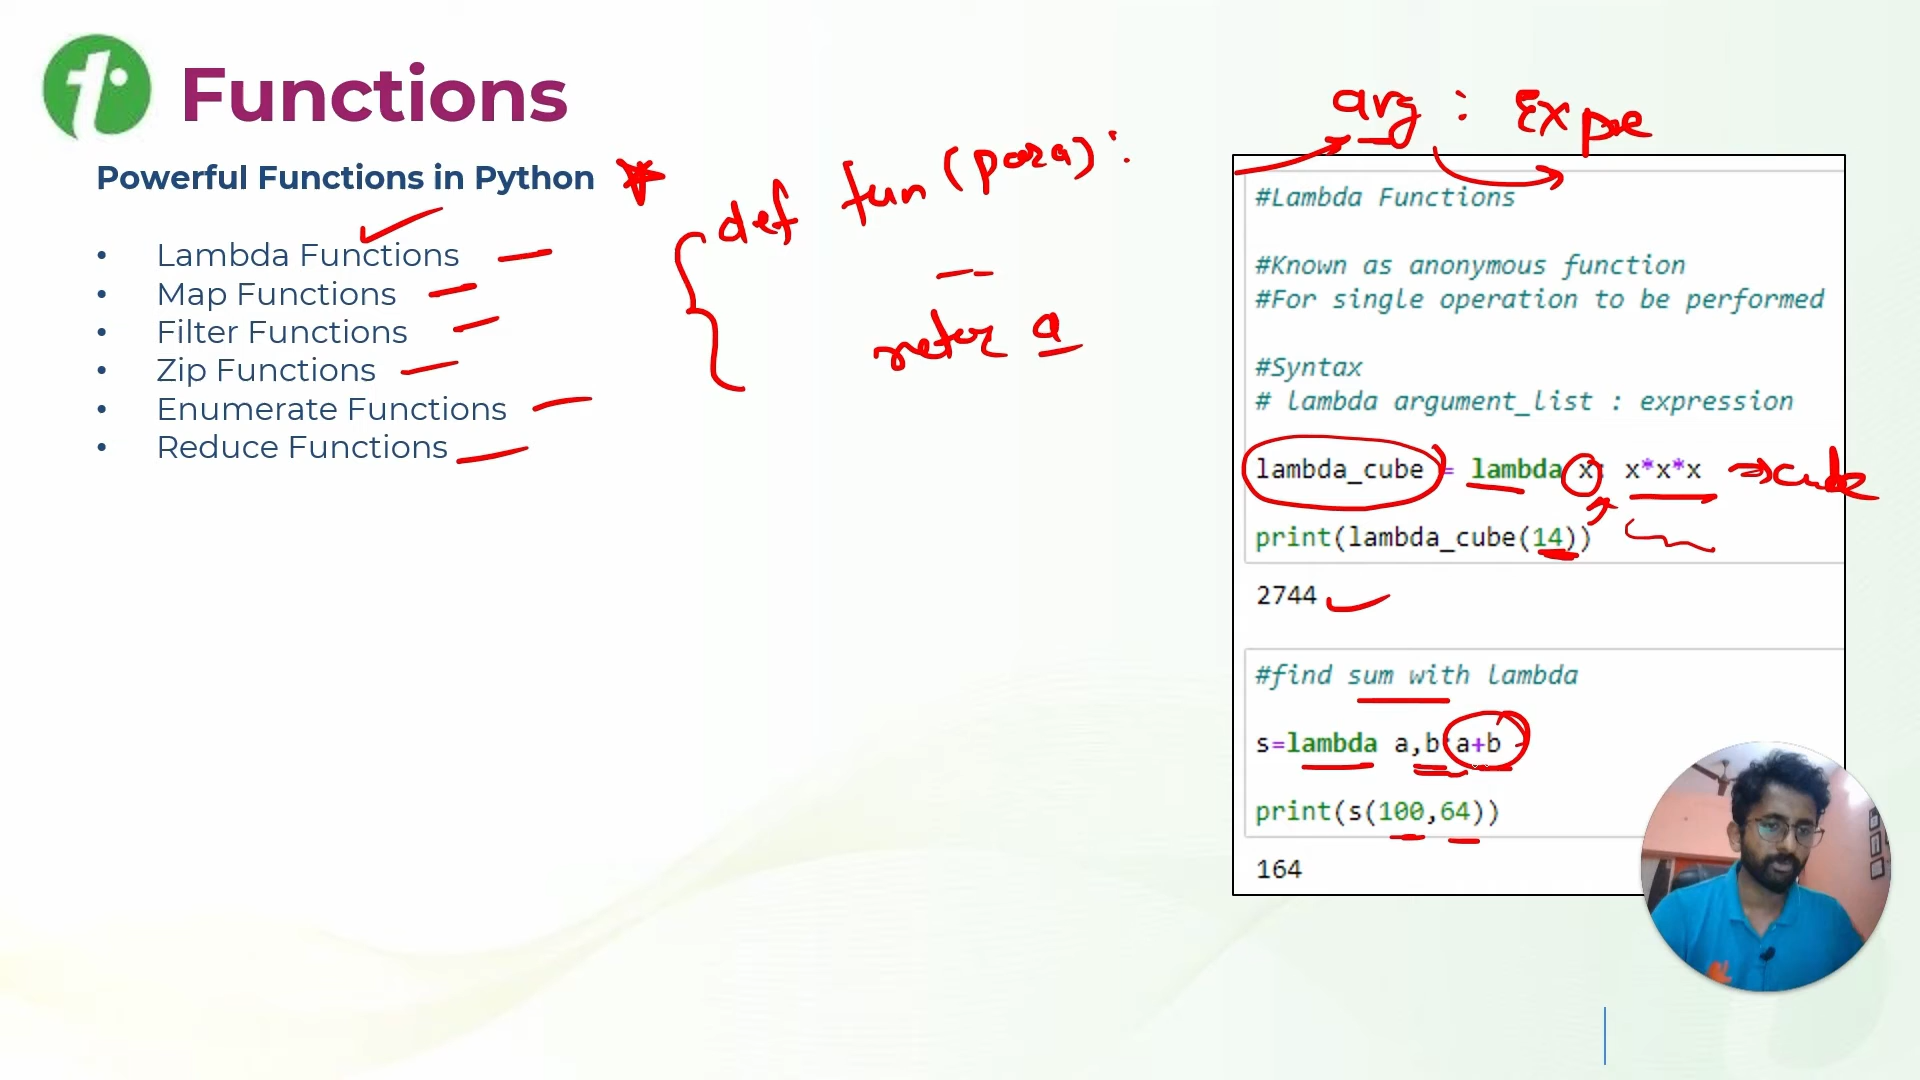 Functions
Powerful Functions in Python
• Lambda Functions
• Map Functions
• Filter Functions
• Zip Functions
• Enumerate Functions
• Reduce Functions
def fun (para):
retur a
arg : Expre
#Lambda Functions
#Known as anonymous function
#For single operation to be performed
#Syntax
# lambda argument_list : expression
lambda_cube = lambda x: x*x*x ⇒ cube
print(lambda_cube(14))
2744
#find sum with lambda
s=lambda a,b:a+b
print(s(100,64))
164